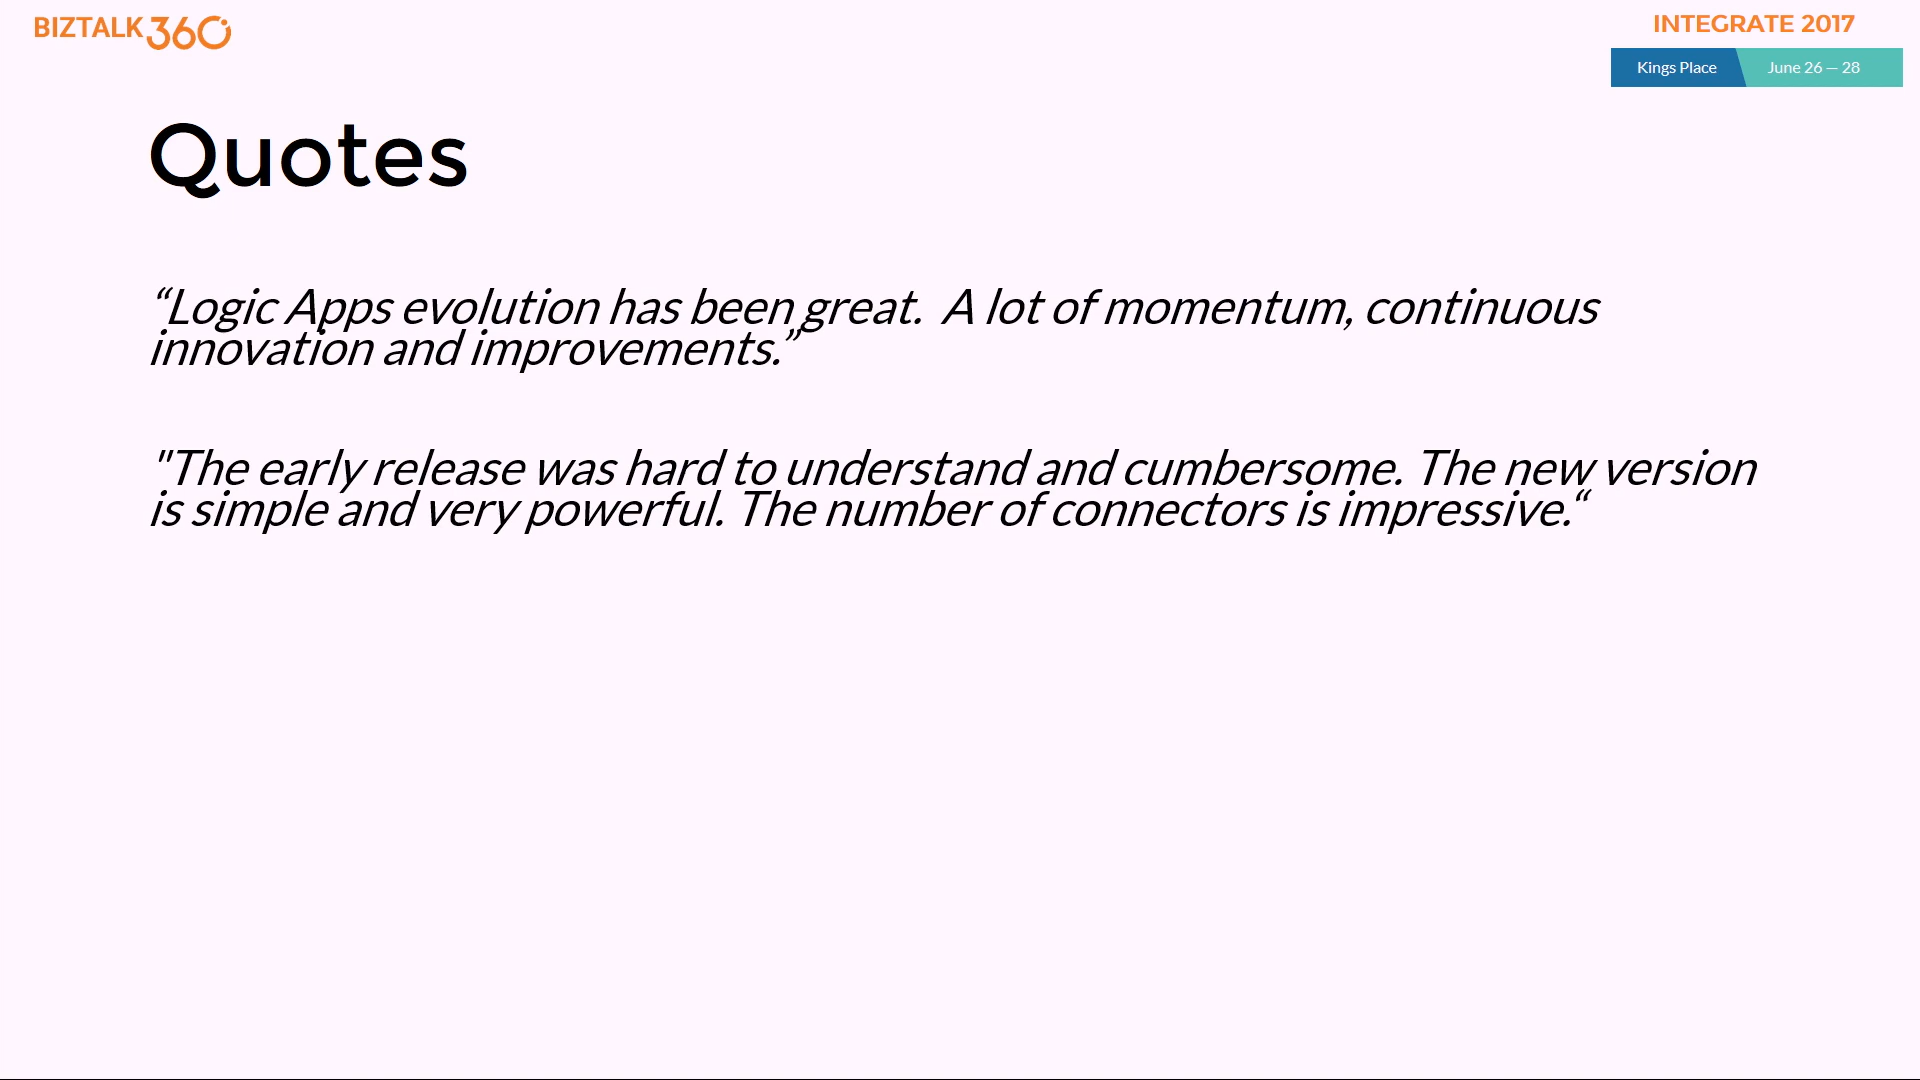 BIZTALK360
INTEGRATE 2017
Kings Place June 26 — 28
Quotes
“Logic Apps evolution has been great.  A lot of momentum, continuous
innovation and improvements.”
"The early release was hard to understand and cumbersome. The new version
is simple and very powerful. The number of connectors is impressive.“